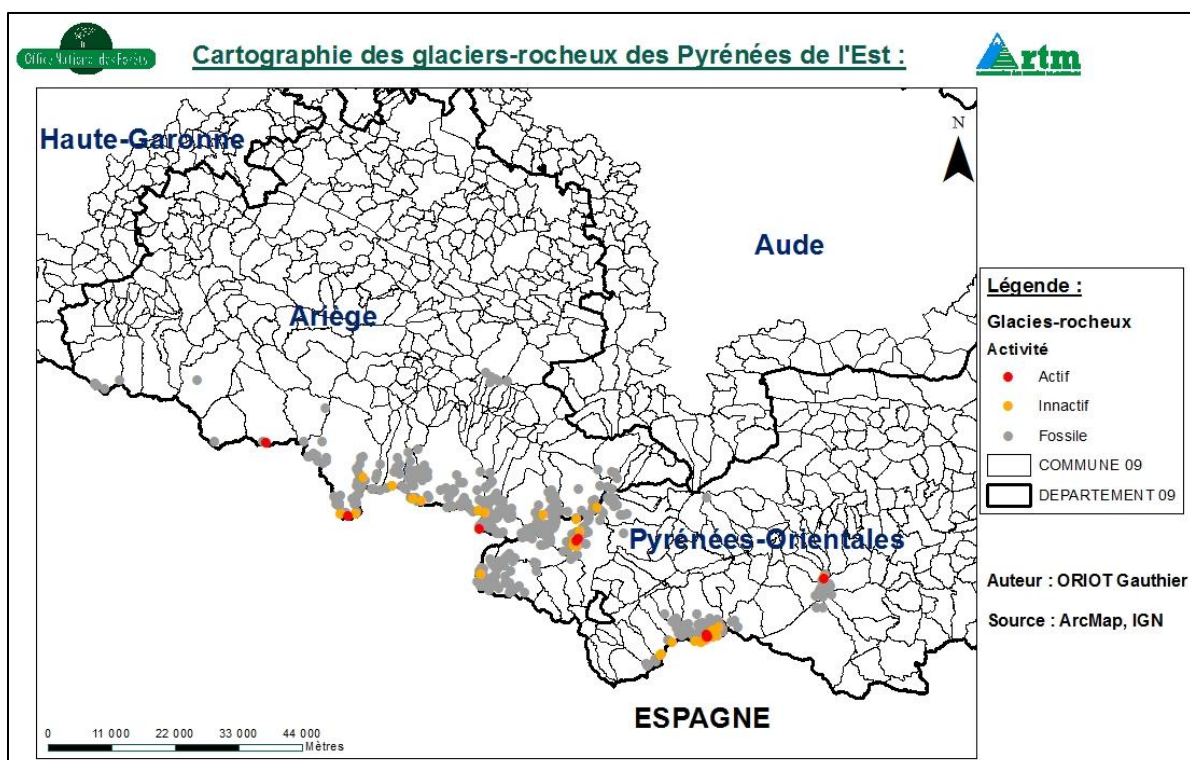 Office National des Forêts
Cartographie des glaciers-rocheux des Pyrénées de l'Est :
rtm
Haute-Garonne
N
Aude
Ariège
Légende :
Glacies-rocheux
Activité
Actif
Innactif
Fossile
COMMUNE 09
DEPARTEMENT 09
Pyrénées-Orientales
Auteur : ORIOT Gauthier
Source : ArcMap, IGN
ESPAGNE
0 11 000 22 000 33 000 44 000
Mètres